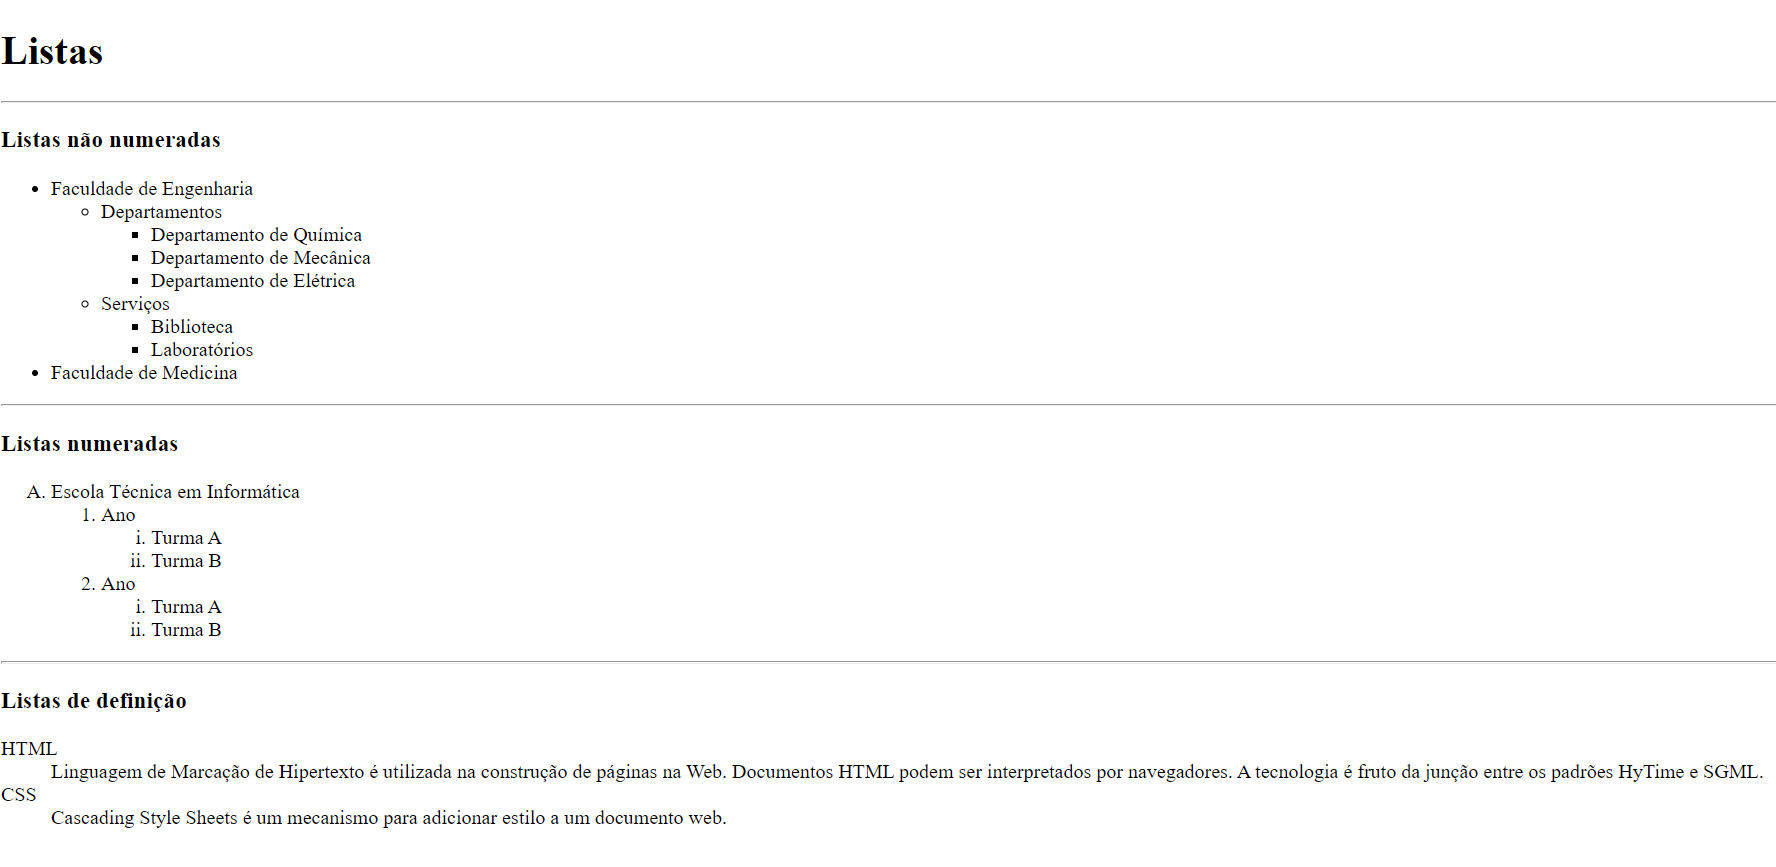 Listas
Listas não numeradas
• Faculdade de Engenharia
◦ Departamentos
▪ Departamento de Química
▪ Departamento de Mecânica
▪ Departamento de Elétrica
◦ Serviços
▪ Biblioteca
▪ Laboratórios
• Faculdade de Medicina
Listas numeradas
A. Escola Técnica em Informática
1. Ano
i. Turma A
ii. Turma B
2. Ano
i. Turma A
ii. Turma B
Listas de definição
HTML
Linguagem de Marcação de Hipertexto é utilizada na construção de páginas na Web. Documentos HTML podem ser interpretados por navegadores. A tecnologia é fruto da junção entre os padrões HyTime e SGML.
CSS
Cascading Style Sheets é um mecanismo para adicionar estilo a um documento web.